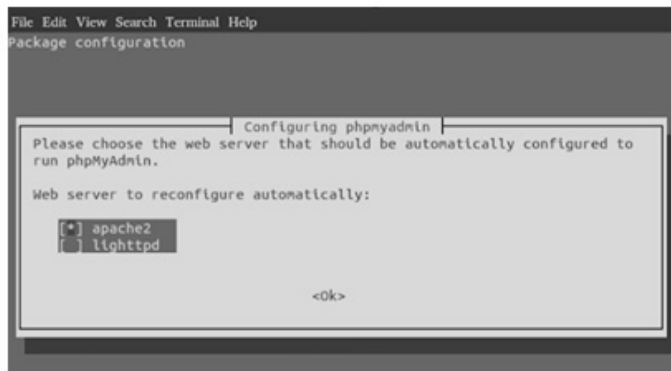 File Edit View Search Terminal Help
Package configuration
Configuring phpmyadmin
Please choose the web server that should be automatically configured to
run phpMyAdmin.
Web server to reconfigure automatically:
[*] apache2
[ ] lighttpd
<Ok>